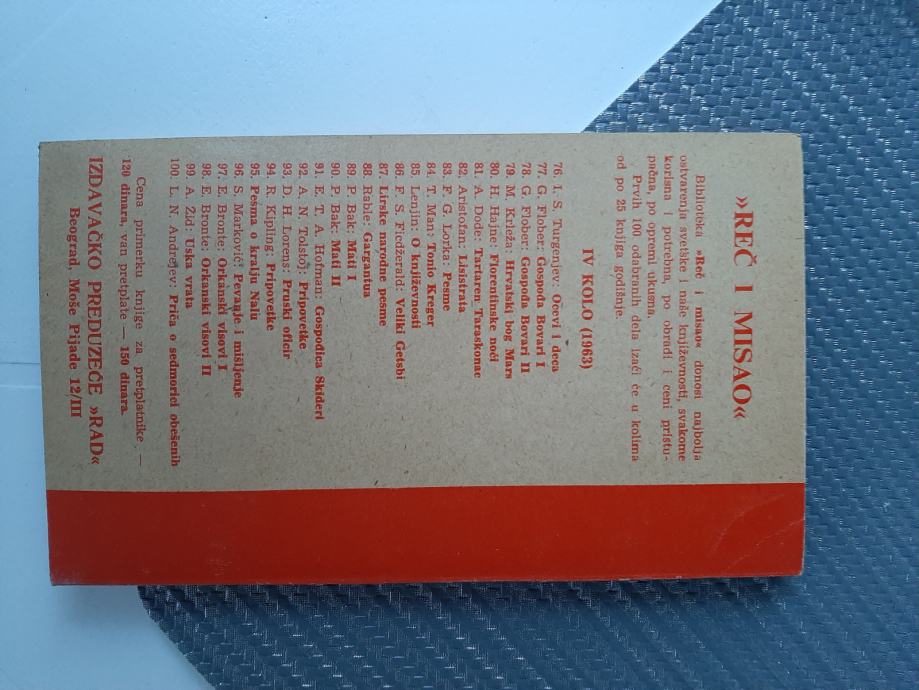 »REČ I MISAO«
Biblioteka »Reč i misao« donosi najbolja
ostvarenja svetske i naše književnosti, svakome
korisna i potrebna, po obradi i ceni pristu-
pačna, po opremi ukusna.
Prvih 100 odabranih dela izaći će u kolima
od po 25 knjiga godišnje.
IV KOLO (1963)
76. I. S. Turgenjev: Očevi i deca
77. G. Flober: Gospođa Bovari I
78. G. Flober: Gospođa Bovari II
79. M. Krleža: Hrvatski bog Mars
80. H. Hajne: Florentinske noći
81. A. Dode: Tartaren Taraskonac
82. Aristofan: Lisistrata
83. F. G. Lorka: Pesme
84. T. Man: Tonio Kreger
85. Lenjin: O književnosti
86. F. S. Fidžerald: Veliki Getsbi
87. Lirske narodne pesme
88. Rable: Gargantua
89. P. Bak: Mati I
90. P. Bak: Mati II
91. E. T. A. Hofman: Gospođica Skideri
92. A. N. Tolstoj: Pripovetke
93. D. H. Lorens: Pruski oficir
94. R. Kipling: Pripovetke
95. Pesma o kralju Nalu
96. S. Marković: Pevanje i mišljenje
97. E. Bronte: Orkanski visovi I
98. E. Bronte: Orkanski visovi II
99. A. Žid: Uska vrata
100. L. N. Andrejev: Priča o sedmorici obešenih
Cena primerku knjige za pretplatnike —
120 dinara, van pretplate — 150 dinara.
IZDAVAČKO PREDUZEĆE »RAD«
Beograd, Moše Pijade 12/III